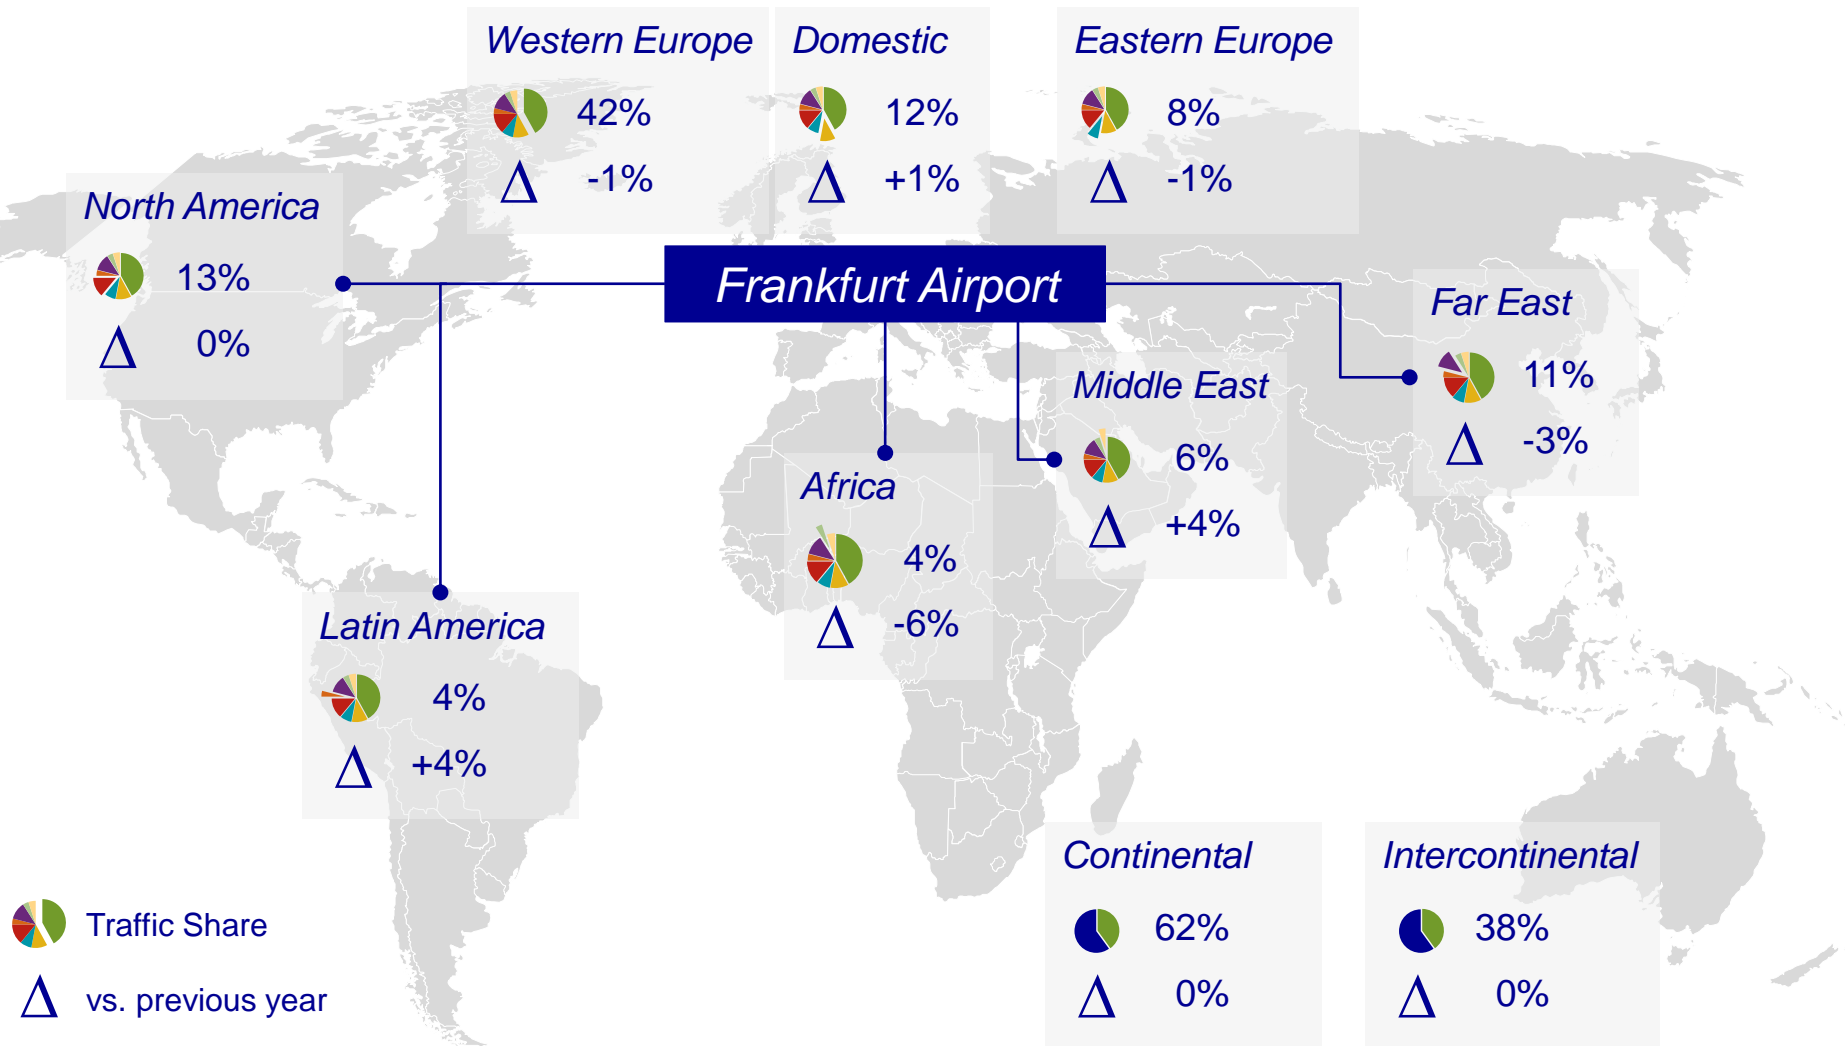 Western Europe
42%
Δ -1%
Domestic
12%
Δ +1%
Eastern Europe
8%
Δ -1%
North America
13%
Δ 0%
Frankfurt Airport
Far East
11%
Δ -3%
Middle East
6%
Δ +4%
Africa
4%
Δ -6%
Latin America
4%
Δ +4%
Continental
62%
Δ 0%
Intercontinental
38%
Δ 0%
Traffic Share
Δ vs. previous year